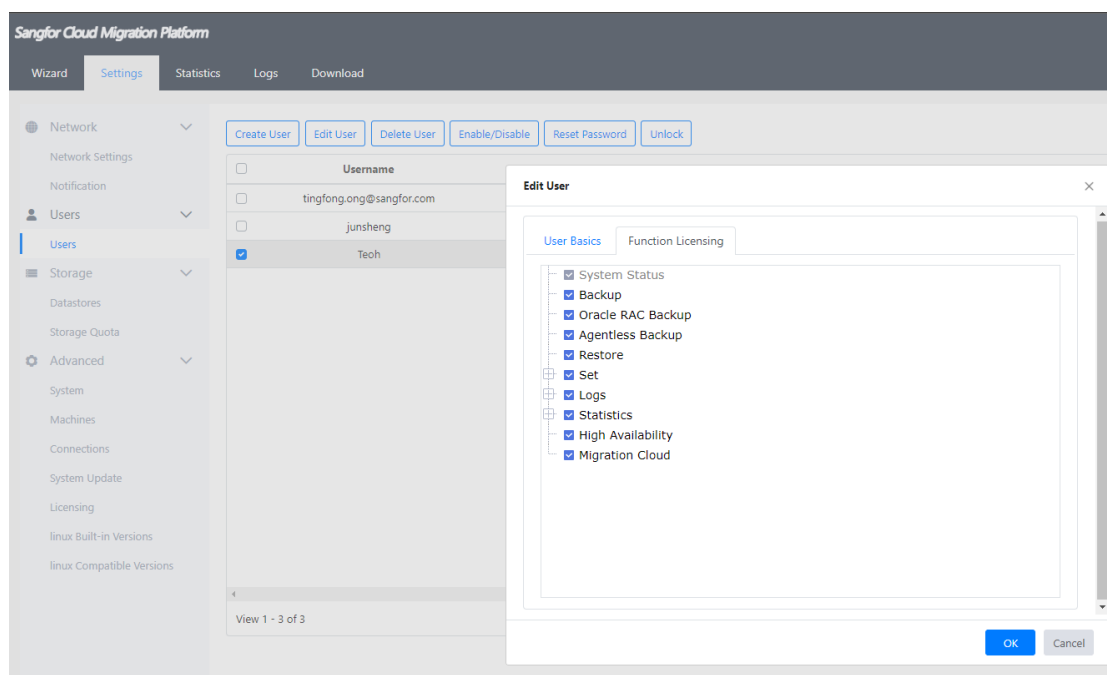 Sangfor Cloud Migration Platform
Wizard Settings Statistics Logs Download
Network
Network Settings
Notification
Users
Users
Storage
Datastores
Storage Quota
Advanced
System
Machines
Connections
System Update
Licensing
linux Built-in Versions
linux Compatible Versions
Create User Edit User Delete User Enable/Disable Reset Password Unlock
Username
tingfong.ong@sangfor.com
junsheng
Teoh
View 1 - 3 of 3
Edit User
User Basics Function Licensing
System Status
Backup
Oracle RAC Backup
Agentless Backup
Restore
Set
Logs
Statistics
High Availability
Migration Cloud
OK Cancel